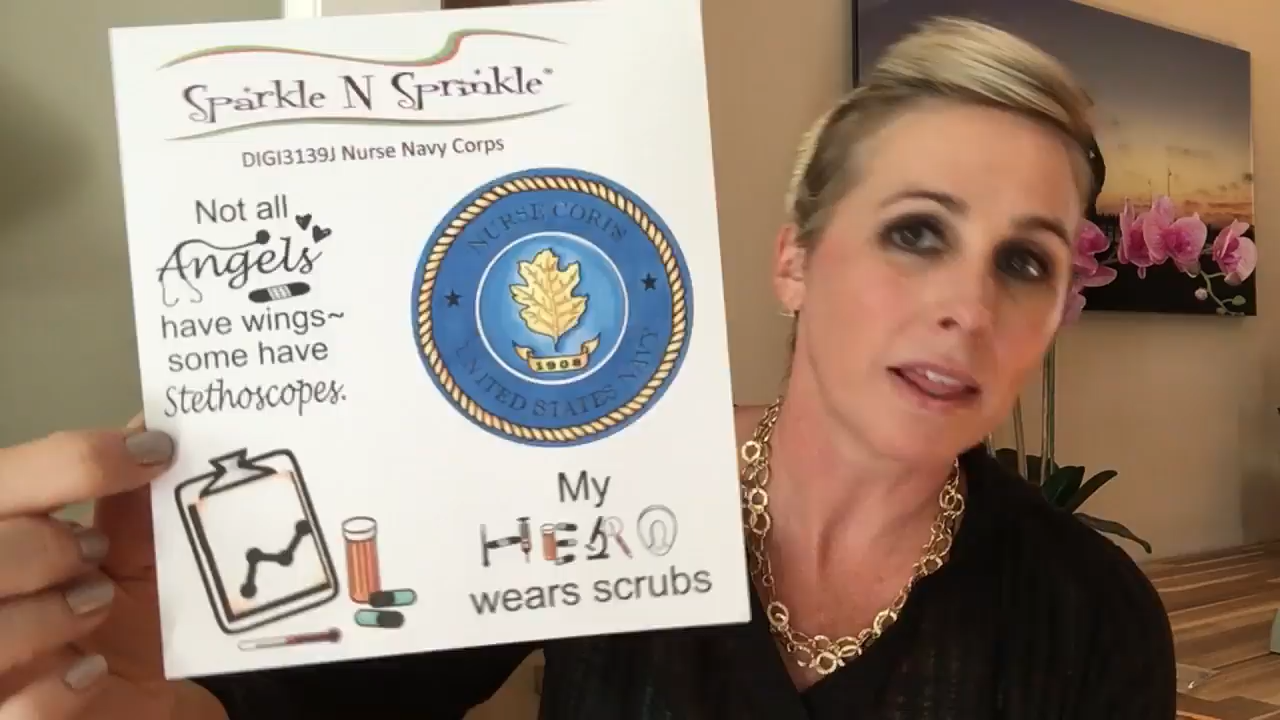 Sparkle N Sprinkle®
DIGI3139J Nurse Navy Corps
Not all
Angels
have wings~
some have
Stethoscopes.
NURSE CORPS
1908
UNITED STATES NAVY
My
HERO
wears scrubs